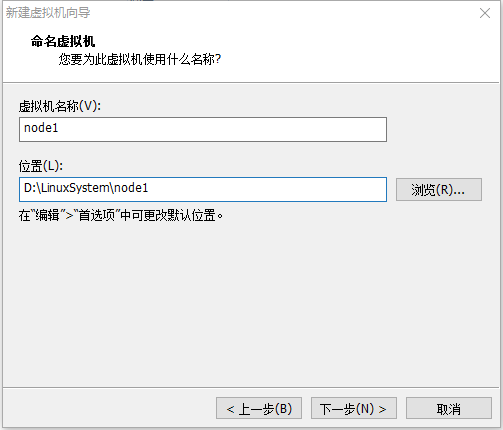 新建虚拟机向导
命名虚拟机
您要为此虚拟机使用什么名称?
虚拟机名称(V):
node1
位置(L):
D:\LinuxSystem\node1
浏览(R)...
在“编辑”>“首选项”中可更改默认位置。
< 上一步(B)
下一步(N) >
取消